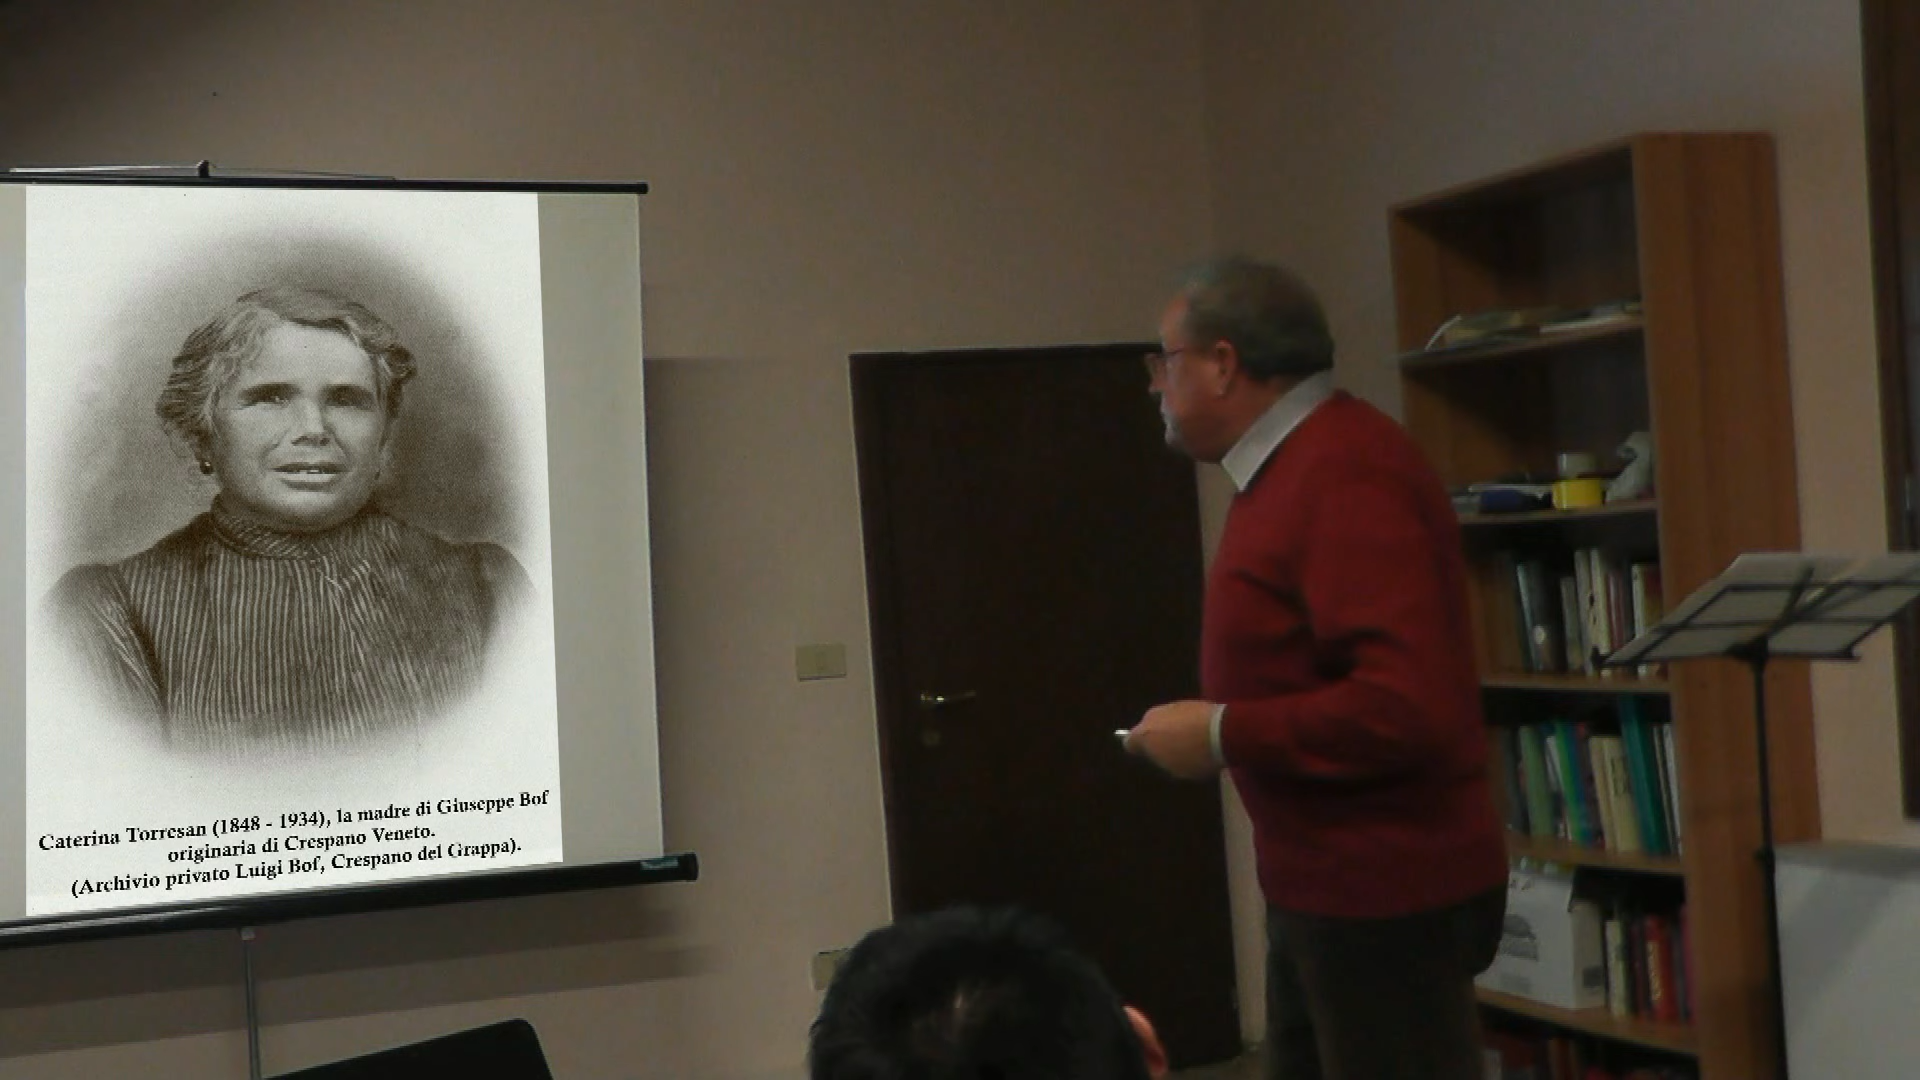 Caterina Torresan (1848 - 1934), la madre di Giuseppe Bof
originaria di Crespano Veneto.
(Archivio privato Luigi Bof, Crespano del Grappa).